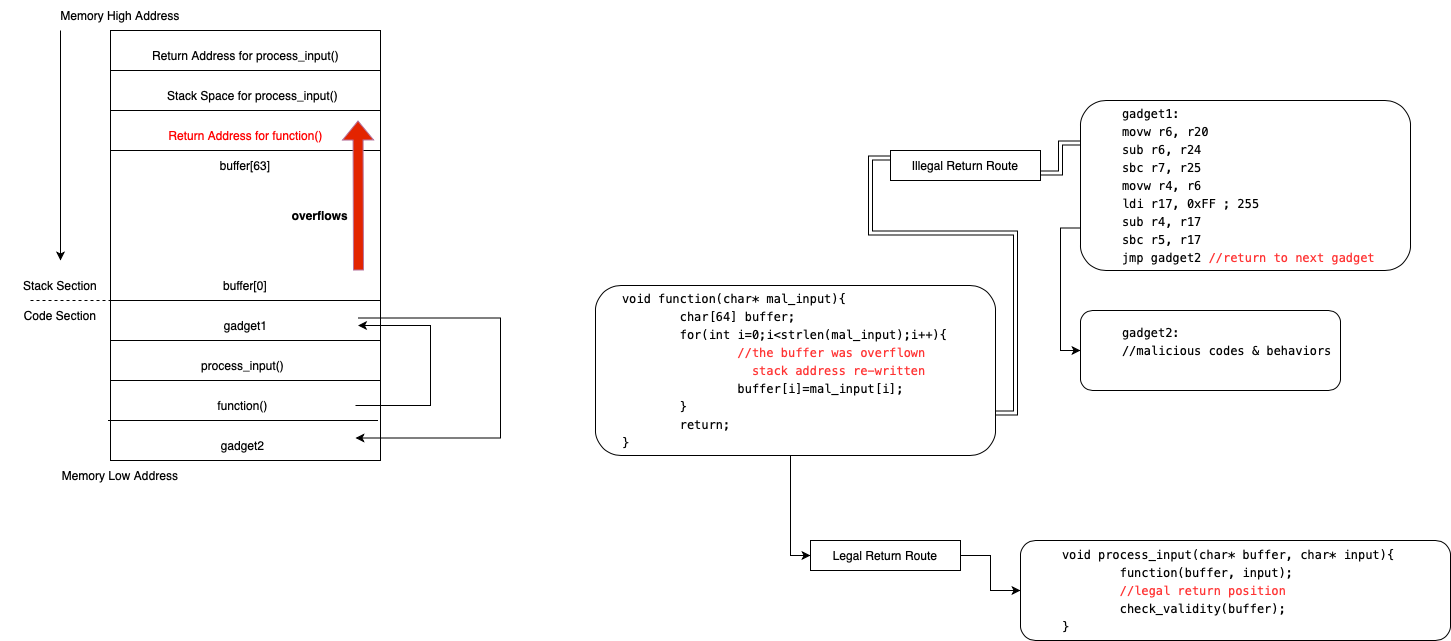 Memory High Address
Return Address for process_input()
Stack Space for process_input()
Return Address for function()
buffer[63]
overflows
buffer[0]
Stack Section
Code Section
gadget1
process_input()
function()
gadget2
Memory Low Address
void function(char* mal_input){
char[64] buffer;
for(int i=0;i<strlen(mal_input);i++){
//the buffer was overflown
stack address re-written
buffer[i]=mal_input[i];
}
return;
}
Illegal Return Route
gadget1:
movw r6, r20
sub r6, r24
sbc r7, r25
movw r4, r6
ldi r17, 0xFF ; 255
sub r4, r17
sbc r5, r17
jmp gadget2 //return to next gadget
gadget2:
//malicious codes & behaviors
Legal Return Route
void process_input(char* buffer, char* input){
function(buffer, input);
//legal return position
check_validity(buffer);
}